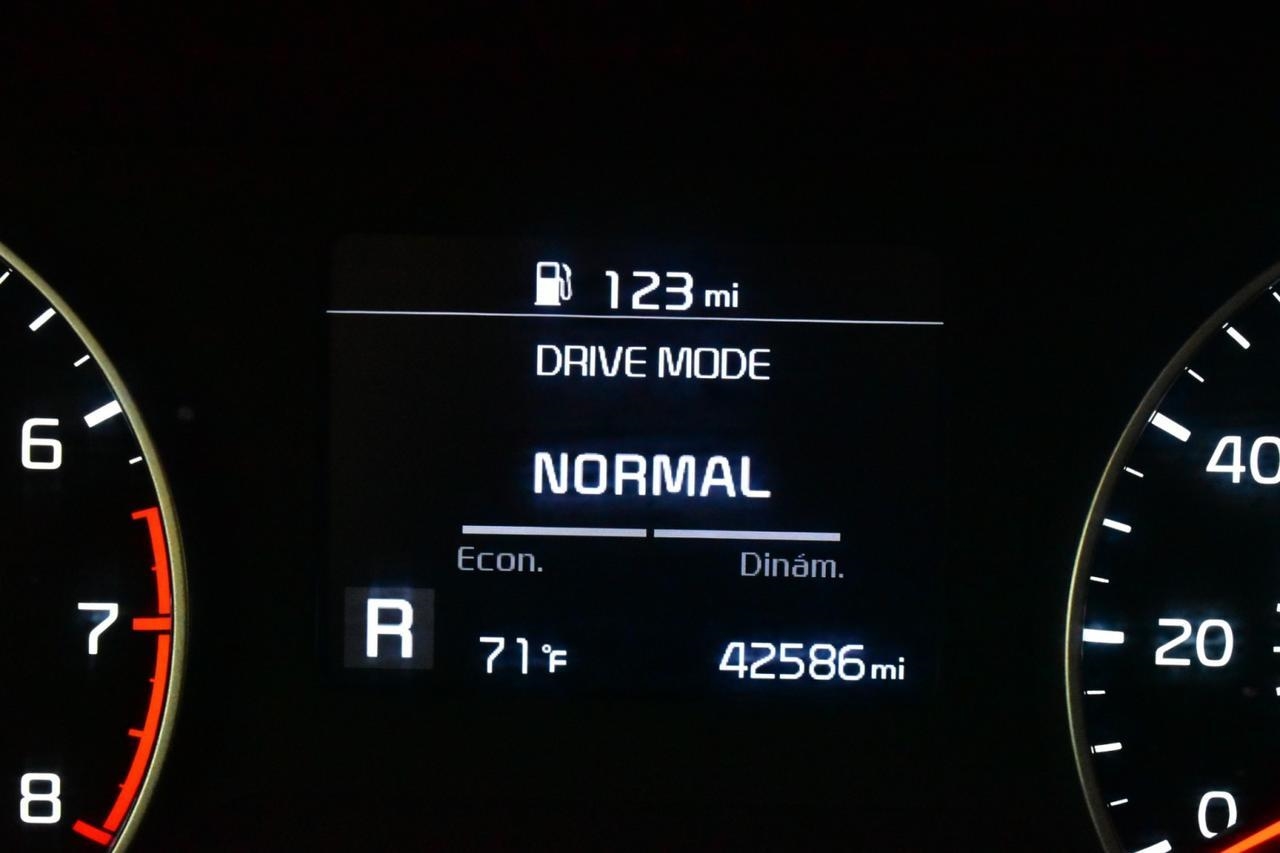 123 mi
DRIVE MODE
NORMAL
Econ. Dinám.
R 71°F 42586 mi
6
7
8
40
20
0